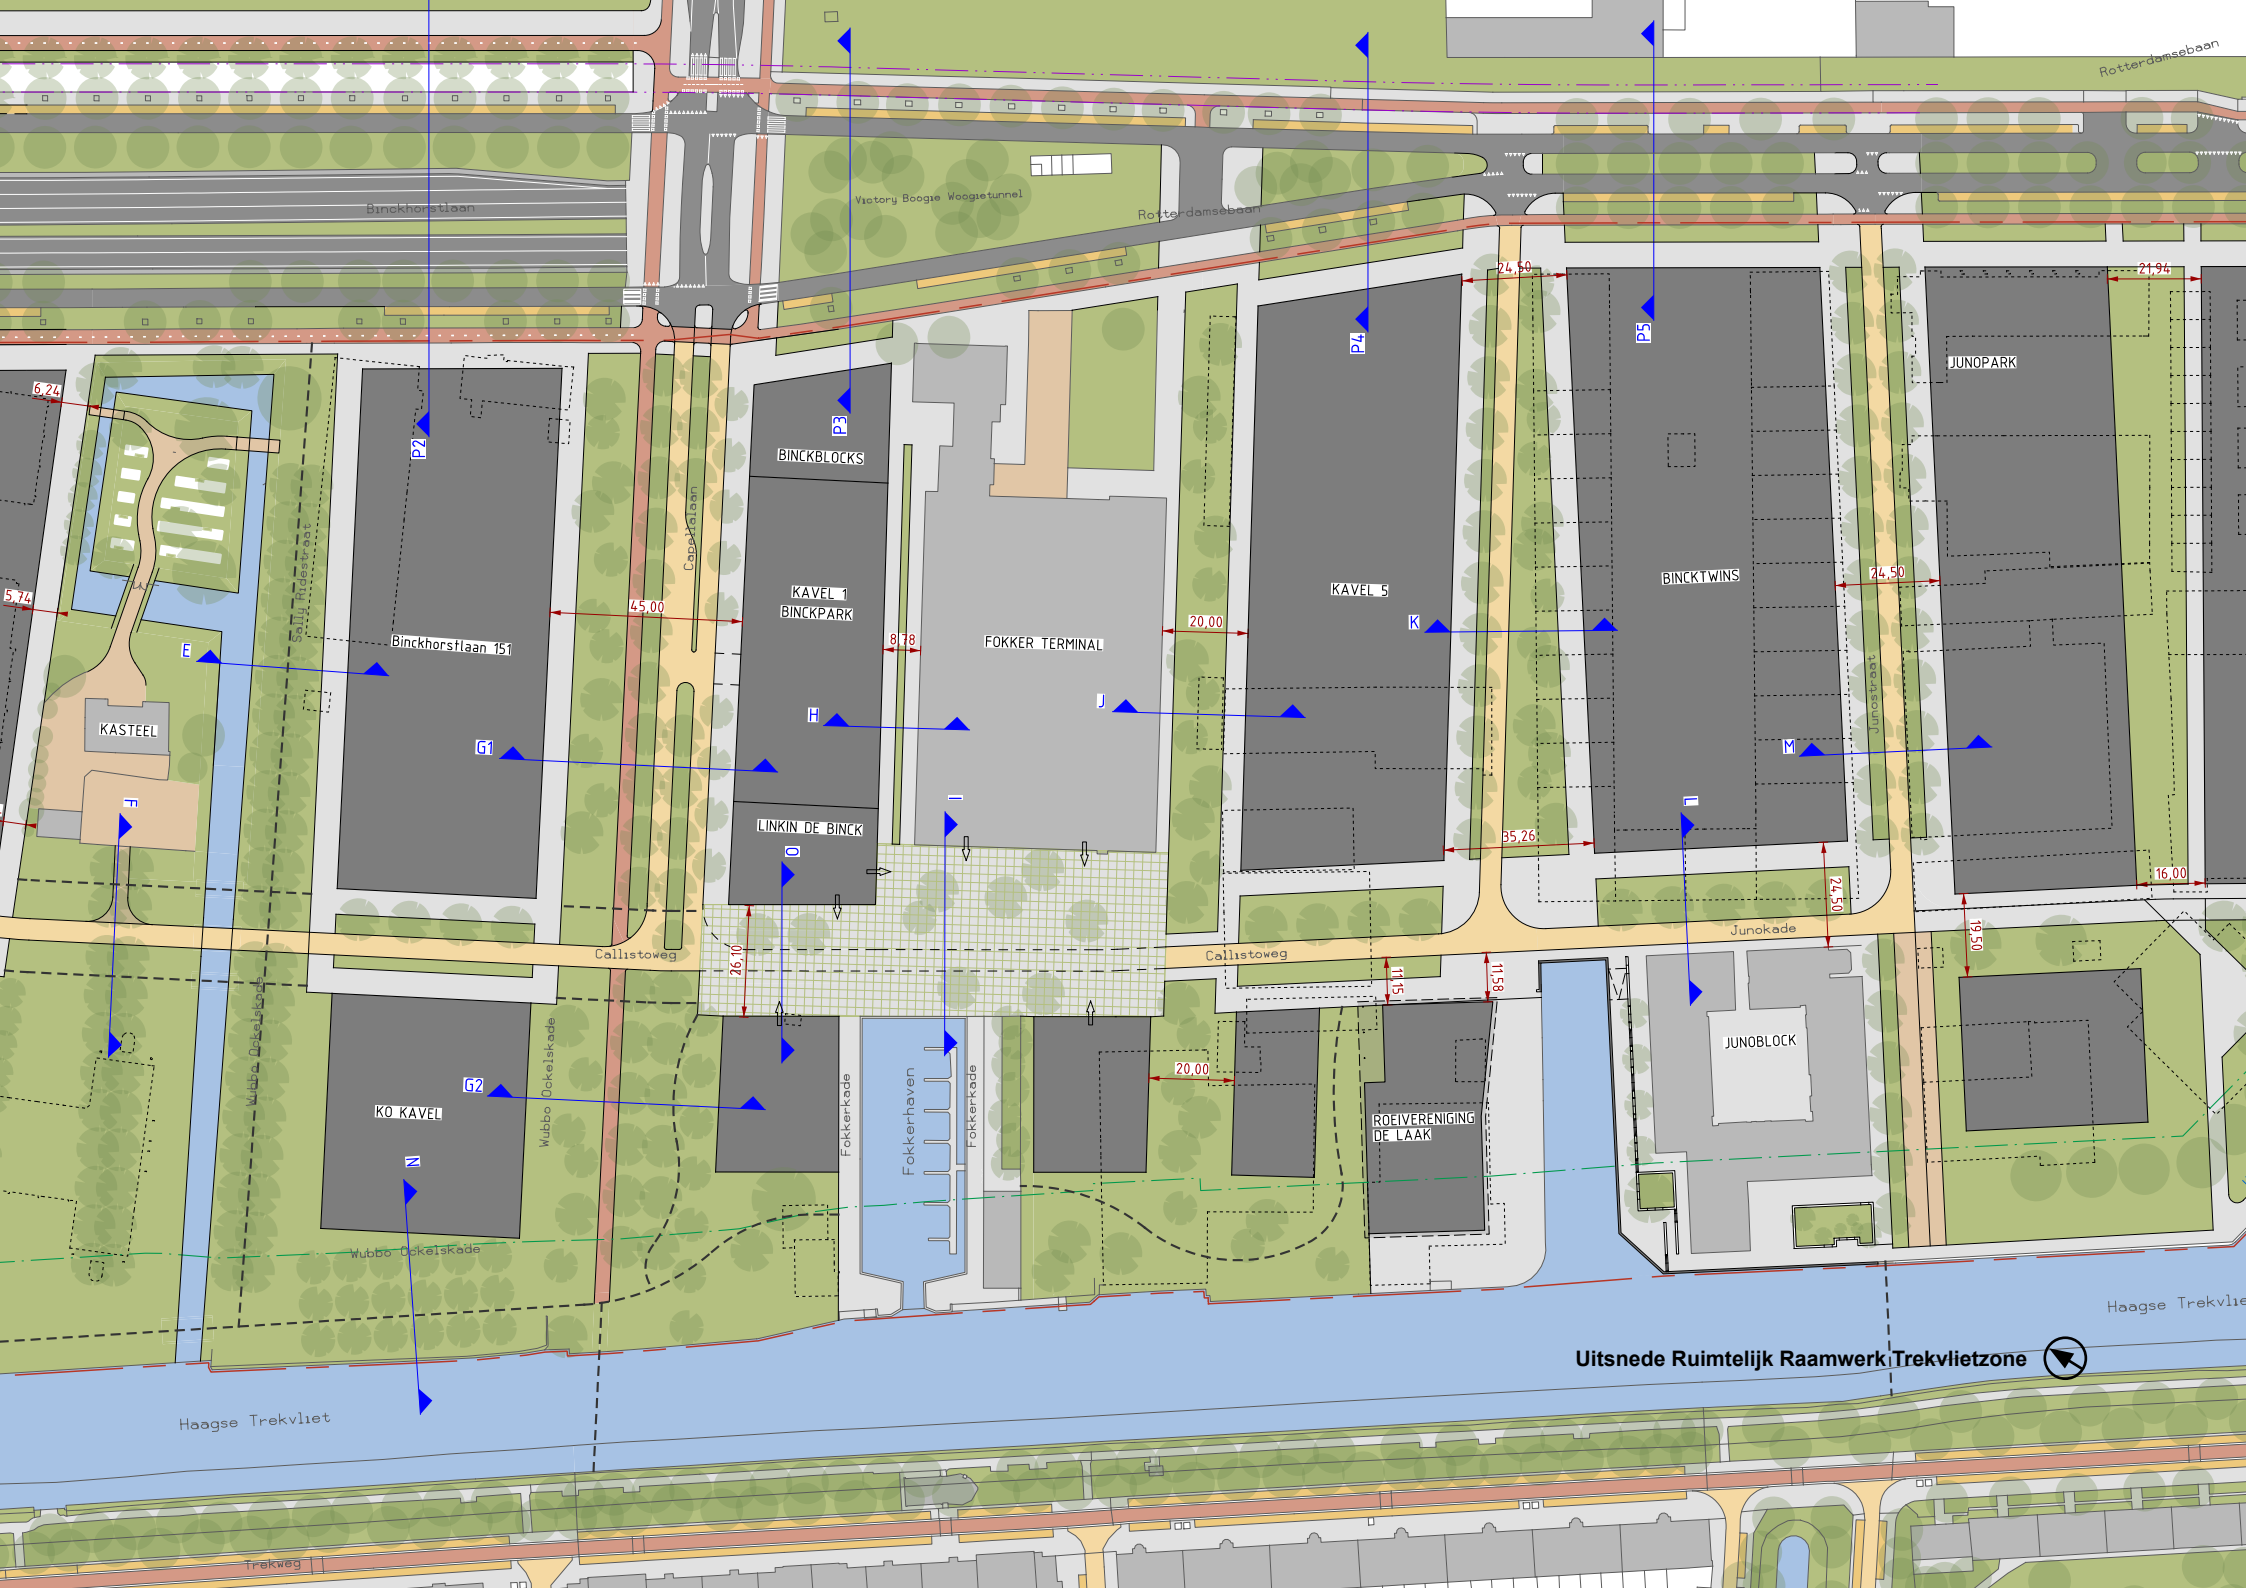 Rotterdamsebaan
Binckhorstlaan
Victory Boogie Woogietunnel
Rotterdamsebaan
24,50
21,94
P4
P5
JUNOPARK
6,24
P2
P3
BINCKBLOCKS
Sally Ridestraat
Capellalaan
5,74
45,00
KAVEL 1
BINCKPARK
8,78
FOKKER TERMINAL
20,00
KAVEL 5
K
BINCKTWINS
24,50
Junostraat
E
Binckhorstlaan 151
KASTEEL
G1
H
J
M
F
I
L
LINKIN DE BINCK
O
35,26
24,50
16,00
19,50
Callistoweg
26,10
Callistoweg
Junokade
11,15
11,58
Wubbo Ockelskade
Wubbo Ockelskade
G2
KO KAVEL
N
Fokkerkade
Fokkerhaven
Fokkerkade
20,00
ROEIVERENIGING
DE LAAK
JUNOBLOCK
Wubbo Ockelskade
Haagse Trekvlie
Uitsnede Ruimtelijk Raamwerk Trekvlietzone
Haagse Trekvliet
Trekweg